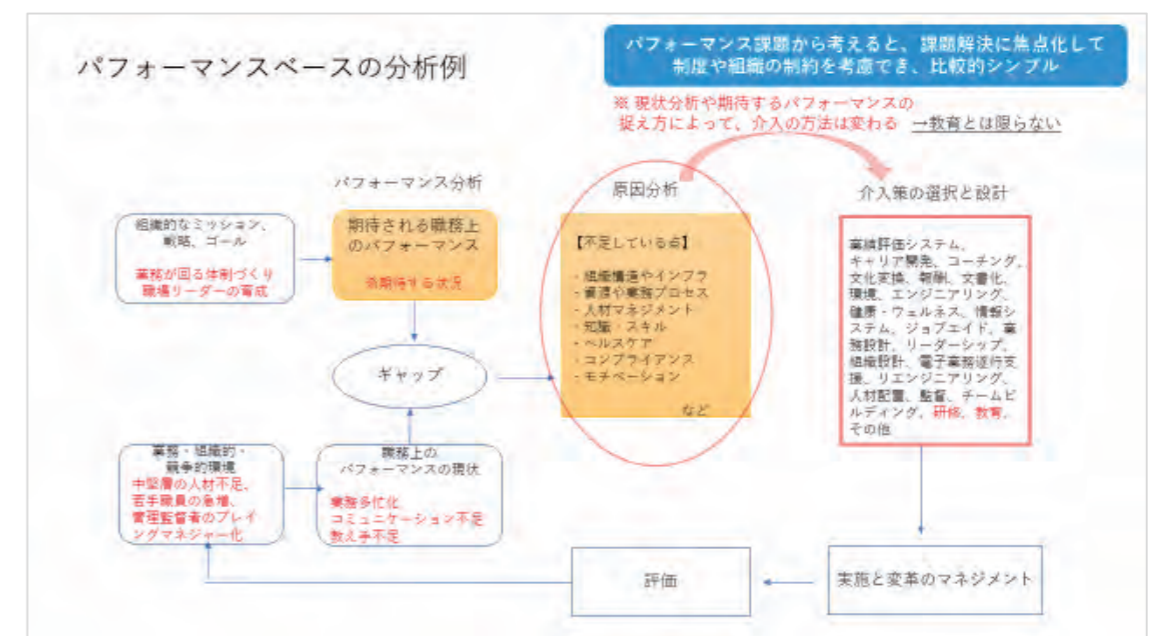 パフォーマンスベースの分析例
パフォーマンス課題から考えると、課題解決に焦点化して
制度や組織の制約を考慮でき、比較的シンプル
※ 現状分析や期待するパフォーマンスの
捉え方によって、介入の方法は変わる →教育とは限らない
パフォーマンス分析
原因分析
介入策の選択と設計
組織的なミッション、
戦略、ゴール
業務が回る体制づくり
職場リーダーの育成
期待される職務上
のパフォーマンス
※期待する状況
【不足している点】
・組織構造やインフラ
・資源や業務プロセス
・人材マネジメント
・知識・スキル
・ヘルスケア
・コンプライアンス
・モチベーション
など
業績評価システム、
キャリア開発、コーチング、
文化変換、報酬、文書化、
環境、エンジニアリング、
健康・ウェルネス、情報シ
ステム、ジョブエイド、業
務設計、リーダーシップ、
組織設計、電子業務遂行支
援、リエンジニアリング、
人材配置、監督、チームビ
ルディング、研修、教育、
その他
ギャップ
業務・組織的・
競争的環境
中堅層の人材不足、
若手職員の急増、
管理監督者のプレイ
ングマネジャー化
職務上の
パフォーマンスの現状
業務多忙化
コミュニケーション不足
教え手不足
評価
実施と変革のマネジメント